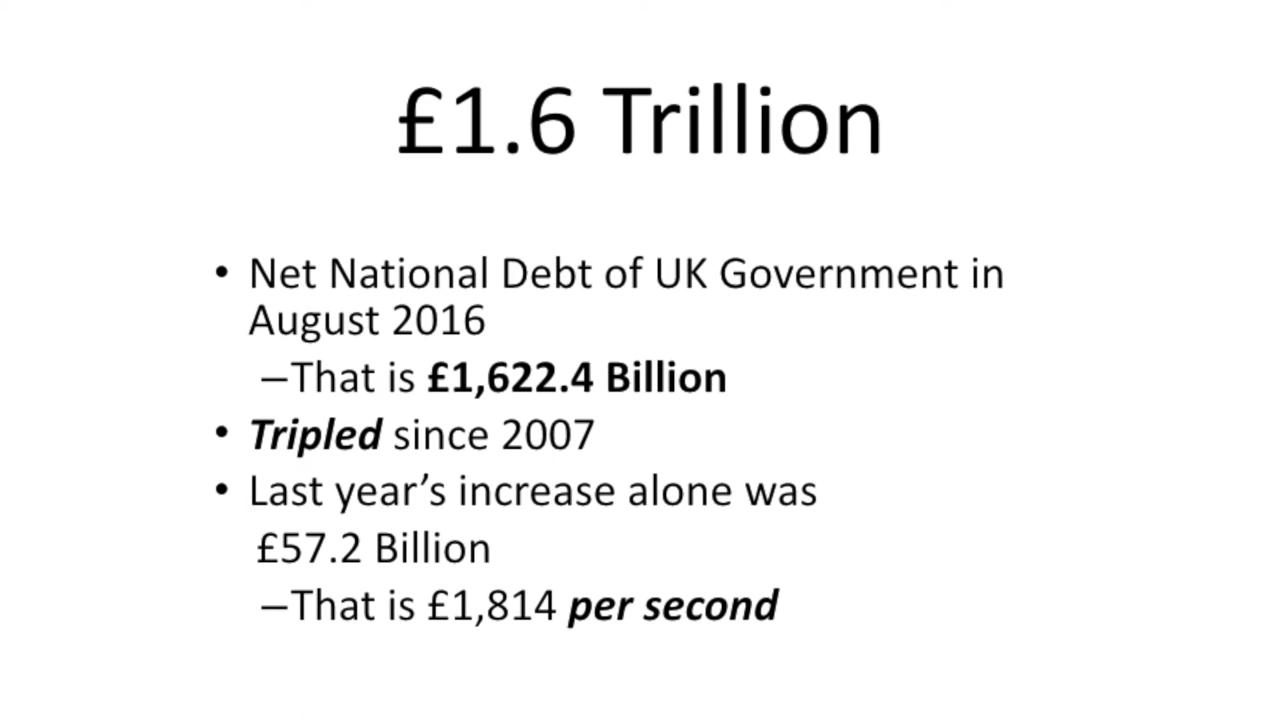 £1.6 Trillion
• Net National Debt of UK Government in
August 2016
–That is £1,622.4 Billion
• Tripled since 2007
• Last year’s increase alone was
£57.2 Billion
–That is £1,814 per second